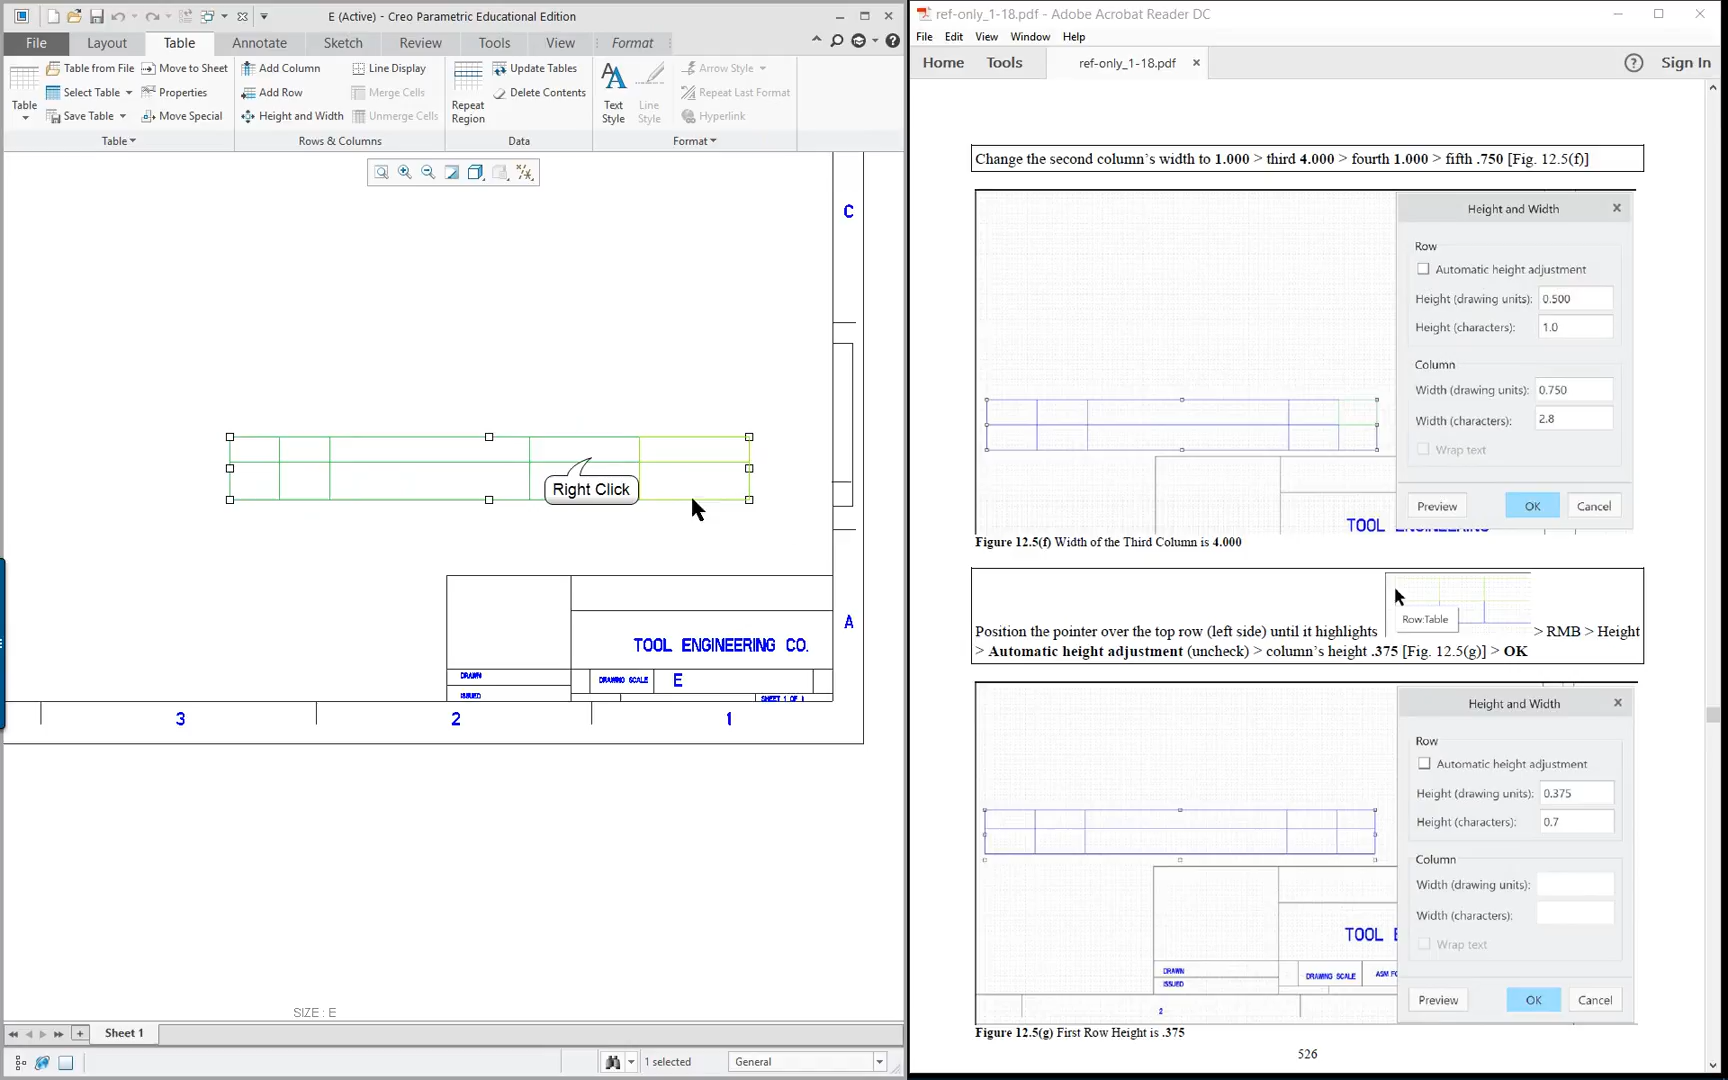 E (Active) - Creo Parametric Educational Edition
File Layout Table Annotate Sketch Review Tools View Format
Table from File Move to Sheet
Select Table Properties
Save Table Move Special
Table
Table
Add Column Line Display
Add Row Merge Cells
Height and Width Unmerge Cells
Rows & Columns
Repeat Region
Update Tables
Delete Contents
Data
Text Style
Line Style
Arrow Style
Repeat Last Format
Hyperlink
Format
C
Right Click
A
TOOL ENGINEERING CO.
DRAWN
ISSUED
DRAWING SCALE E
SHEET 1 OF 1
3 2 1
SIZE : E
Sheet 1
1 selected General
ref-only_1-18.pdf - Adobe Acrobat Reader DC
File Edit View Window Help
Home Tools ref-only_1-18.pdf × Sign In
Change the second column's width to 1.000 > third 4.000 > fourth 1.000 > fifth .750 [Fig. 12.5(f)]
Height and Width
Row
Automatic height adjustment
Height (drawing units): 0.500
Height (characters): 1.0
Column
Width (drawing units): 0.750
Width (characters): 2.8
Wrap text
Preview OK Cancel
Figure 12.5(f) Width of the Third Column is 4.000
Row:Table
Position the pointer over the top row (left side) until it highlights > RMB > Height
> Automatic height adjustment (uncheck) > column's height .375 [Fig. 12.5(g)] > OK
Height and Width
Row
Automatic height adjustment
Height (drawing units): 0.375
Height (characters): 0.7
Column
Width (drawing units):
Width (characters):
Wrap text
Preview OK Cancel
TOOL E
DRAWN
ISSUED
DRAWING SCALE
2
Figure 12.5(g) First Row Height is .375
526